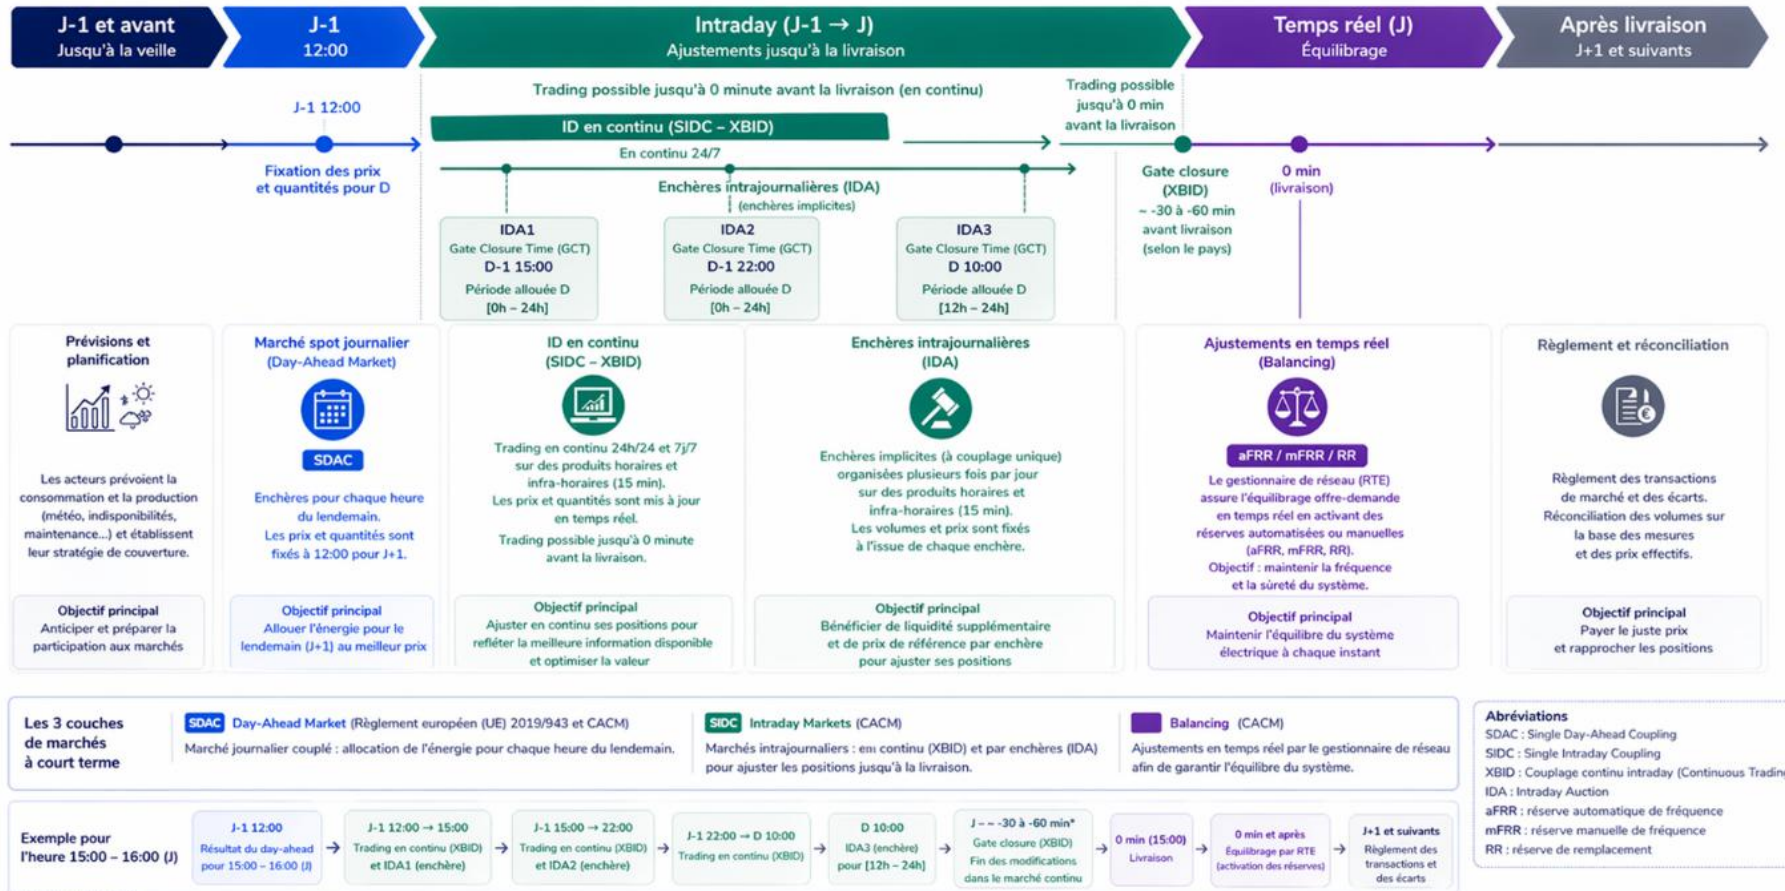 J-1 et avant
Jusqu'à la veille
J-1
12:00
Intraday (J-1 → J)
Ajustements jusqu'à la livraison
Temps réel (J)
Équilibrage
Après livraison
J+1 et suivants
J-1 12:00
Fixation des prix
et quantités pour D
Trading possible jusqu'à 0 minute avant la livraison (en continu)
ID en continu (SIDC – XBID)
En continu 24/7
Enchères intrajournalières (IDA)
(enchères implicites)
IDA1
Gate Closure Time (GCT)
D-1 15:00
Période allouée D
[0h – 24h]
IDA2
Gate Closure Time (GCT)
D-1 22:00
Période allouée D
[0h – 24h]
IDA3
Gate Closure Time (GCT)
D 10:00
Période allouée D
[12h – 24h]
Trading possible
jusqu'à 0 min
avant la livraison
Gate closure
(XBID)
~ -30 à -60 min
avant livraison
(selon le pays)
0 min
(livraison)
Prévisions et
planification
Les acteurs prévoient la
consommation et la production
(météo, indisponibilités,
maintenance...) et établissent
leur stratégie de couverture.
Objectif principal
Anticiper et préparer la
participation aux marchés
Marché spot journalier
(Day-Ahead Market)
SDAC
Enchères pour chaque heure
du lendemain.
Les prix et quantités sont
fixés à 12:00 pour J+1.
Objectif principal
Allouer l'énergie pour le
lendemain (J+1) au meilleur prix
ID en continu
(SIDC – XBID)
Trading en continu 24h/24 et 7j/7
sur des produits horaires et
infra-horaires (15 min).
Les prix et quantités sont mis à jour
en temps réel.
Trading possible jusqu'à 0 minute
avant la livraison.
Objectif principal
Ajuster en continu ses positions pour
refléter la meilleure information disponible
et optimiser la valeur
Enchères intrajournalières
(IDA)
Enchères implicites (à couplage unique)
organisées plusieurs fois par jour
sur des produits horaires et
infra-horaires (15 min).
Les volumes et prix sont fixés
à l'issue de chaque enchère.
Objectif principal
Bénéficier de liquidité supplémentaire
et de prix de référence par enchère
pour ajuster ses positions
Ajustements en temps réel
(Balancing)
aFRR / mFRR / RR
Le gestionnaire de réseau (RTE)
assure l'équilibrage offre-demande
en temps réel en activant des
réserves automatisées ou manuelles
(aFRR, mFRR, RR).
Objectif : maintenir la fréquence
et la sûreté du système.
Objectif principal
Maintenir l'équilibre du système
électrique à chaque instant
Règlement et réconciliation
Règlement des transactions
de marché et des écarts.
Réconciliation des volumes sur
la base des mesures
et des prix effectifs.
Objectif principal
Payer le juste prix
et rapprocher les positions
Les 3 couches
de marchés
à court terme
SDAC Day-Ahead Market (Règlement européen (UE) 2019/943 et CACM)
Marché journalier couplé : allocation de l'énergie pour chaque heure du lendemain.
SIDC Intraday Markets (CACM)
Marchés intrajournaliers : en continu (XBID) et par enchères (IDA)
pour ajuster les positions jusqu'à la livraison.
Balancing (CACM)
Ajustements en temps réel par le gestionnaire de réseau
afin de garantir l'équilibre du système.
Abréviations
SDAC : Single Day-Ahead Coupling
SIDC : Single Intraday Coupling
XBID : Couplage continu intraday (Continuous Trading
IDA : Intraday Auction
aFRR : réserve automatique de fréquence
mFRR : réserve manuelle de fréquence
RR : réserve de remplacement
Exemple pour
l'heure 15:00 – 16:00 (J)
J-1 12:00
Résultat du day-ahead
pour 15:00 – 16:00 (J)
J-1 12:00 → 15:00
Trading en continu (XBID)
et IDA1 (enchère)
J-1 15:00 → 22:00
Trading en continu (XBID)
et IDA2 (enchère)
J-1 22:00 → D 10:00
Trading en continu (XBID)
D 10:00
IDA3 (enchère)
pour [12h – 24h]
J – ~ -30 à -60 min*
Gate closure (XBID)
Fin des modifications
dans le marché continu
0 min (15:00)
Livraison
0 min et après
Équilibrage par RTE
(activation des réserves)
J+1 et suivants
Règlement des
transactions et
des écarts